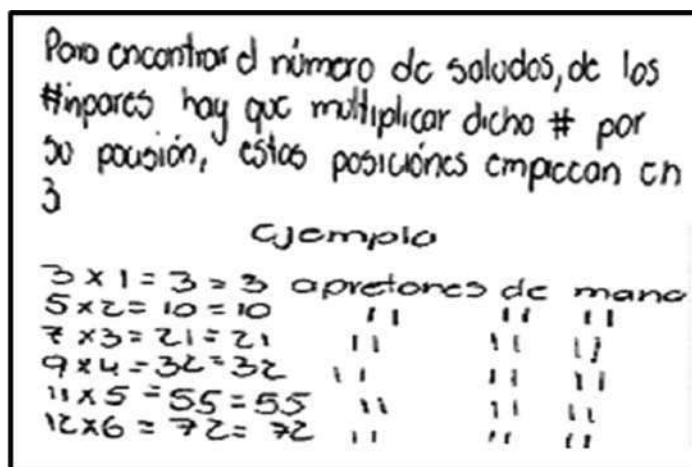 Para encontrar el número de saludos, de los
#inpares hay que multiplicar dicho # por
su posición, estas posiciónes empiezan en
3
Ejemplo
3 x 1 = 3 = 3 apretones de mano
5 x 2 = 10 = 10 '' '' ''
7 x 3 = 21 = 21 '' '' ''
9 x 4 = 32 = 32 '' '' ''
11 x 5 = 55 = 55 '' '' ''
12 x 6 = 72 = 72 '' '' ''